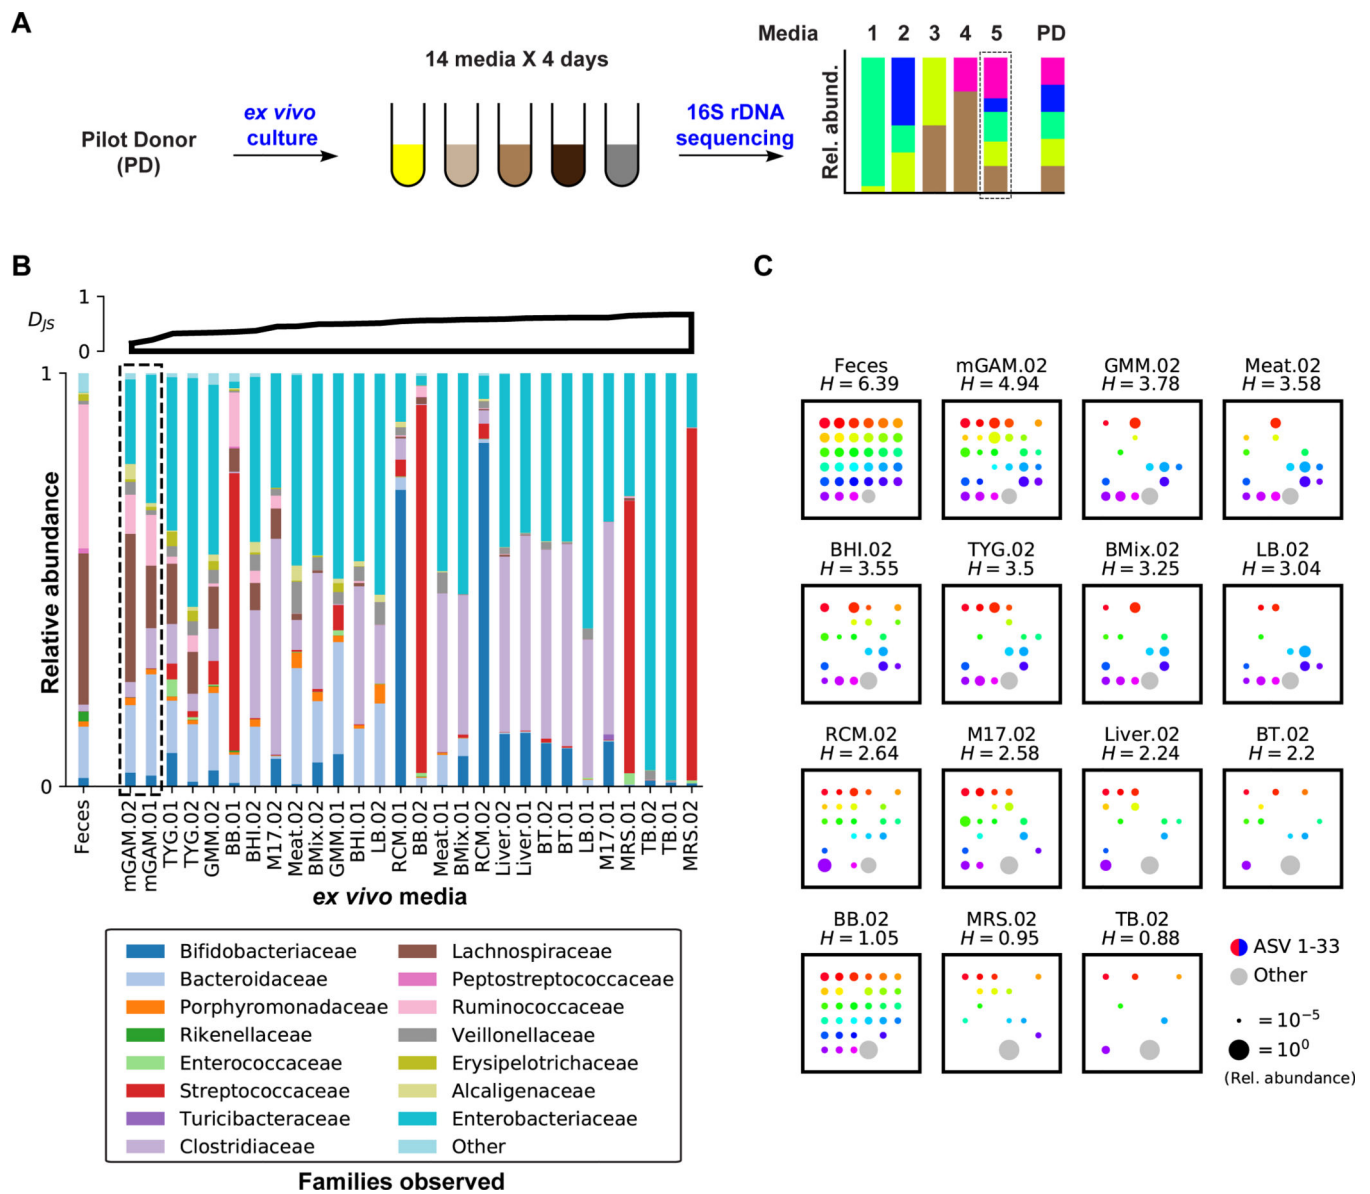 A
Pilot Donor
(PD)
ex vivo
culture
14 media X 4 days
16S rDNA
sequencing
Media 1 2 3 4 5 PD
Rel. abund.
B
D_JS
1
0
Relative abundance
1
0
Feces
mGAM.02
mGAM.01
TYG.01
TYG.02
GMM.02
BB.01
BHI.02
M17.02
Meat.02
BMix.02
GMM.01
BHI.01
LB.02
RCM.01
BB.02
Meat.01
BMix.01
RCM.02
Liver.02
Liver.01
BT.02
BT.01
LB.01
M17.01
MRS.01
TB.02
TB.01
MRS.02
ex vivo media
Bifidobacteriaceae
Bacteroidaceae
Porphyromonadaceae
Rikenellaceae
Enterococcaceae
Streptococcaceae
Turicibacteraceae
Clostridiaceae
Lachnospiraceae
Peptostreptococcaceae
Ruminococcaceae
Veillonellaceae
Erysipelotrichaceae
Alcaligenaceae
Enterobacteriaceae
Other
Families observed
C
Feces
H = 6.39
mGAM.02
H = 4.94
GMM.02
H = 3.78
Meat.02
H = 3.58
BHI.02
H = 3.55
TYG.02
H = 3.5
BMix.02
H = 3.25
LB.02
H = 3.04
RCM.02
H = 2.64
M17.02
H = 2.58
Liver.02
H = 2.24
BT.02
H = 2.2
BB.02
H = 1.05
MRS.02
H = 0.95
TB.02
H = 0.88
ASV 1-33
Other
= 10⁻⁵
= 10⁰
(Rel. abundance)